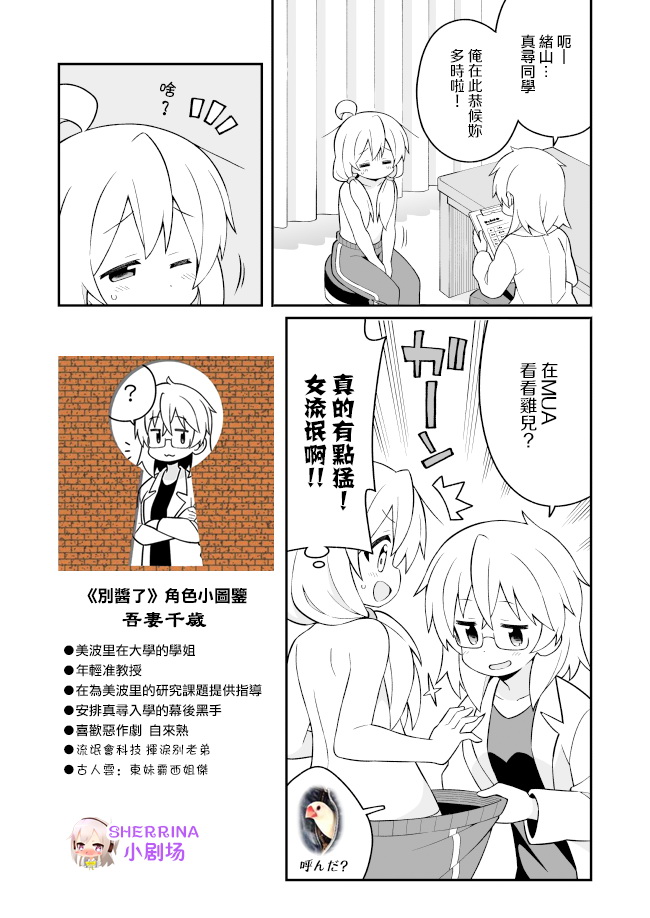 呃—
緒山…
真尋同學
俺在此恭候妳
多時啦！
啥
？
在MUA
看看雞兒？
ガーン
真的有點猛！
女流氓啊!!
呼んだ？
？
《別醬了》角色小圖鑒
吾妻千歲
●美波里在大學的學姐
●年輕准教授
●在為美波里的研究課題提供指導
●安排真尋入學的幕後黑手
●喜歡惡作劇 自來熟
●流氓會科技 揮淚別老弟
●古人雲：東妹霸西姐傑
SHERRINA
小剧场